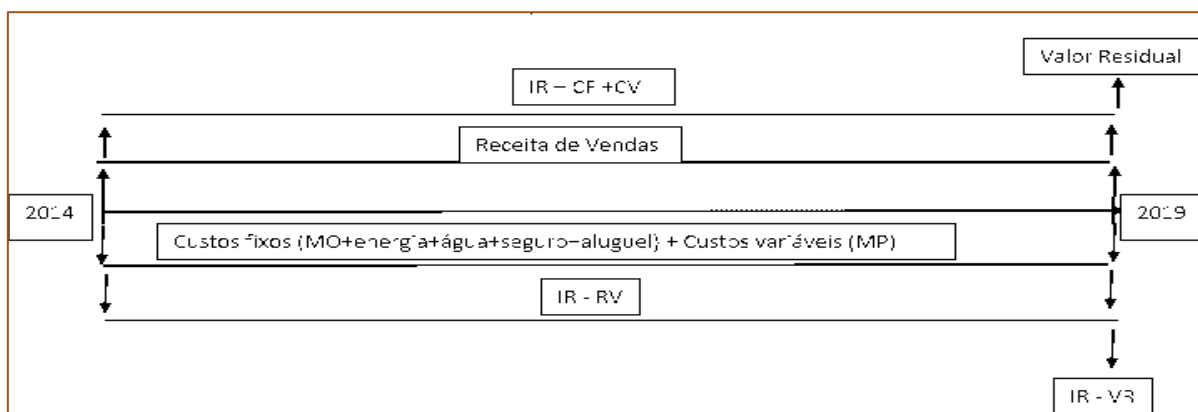 Valor Residual
IR – CF +CV
Receita de Vendas
2014
2019
Custos fixos (MO+energia+água+seguro+aluguel) + Custos variáveis (MP)
IR - RV
IR - VR